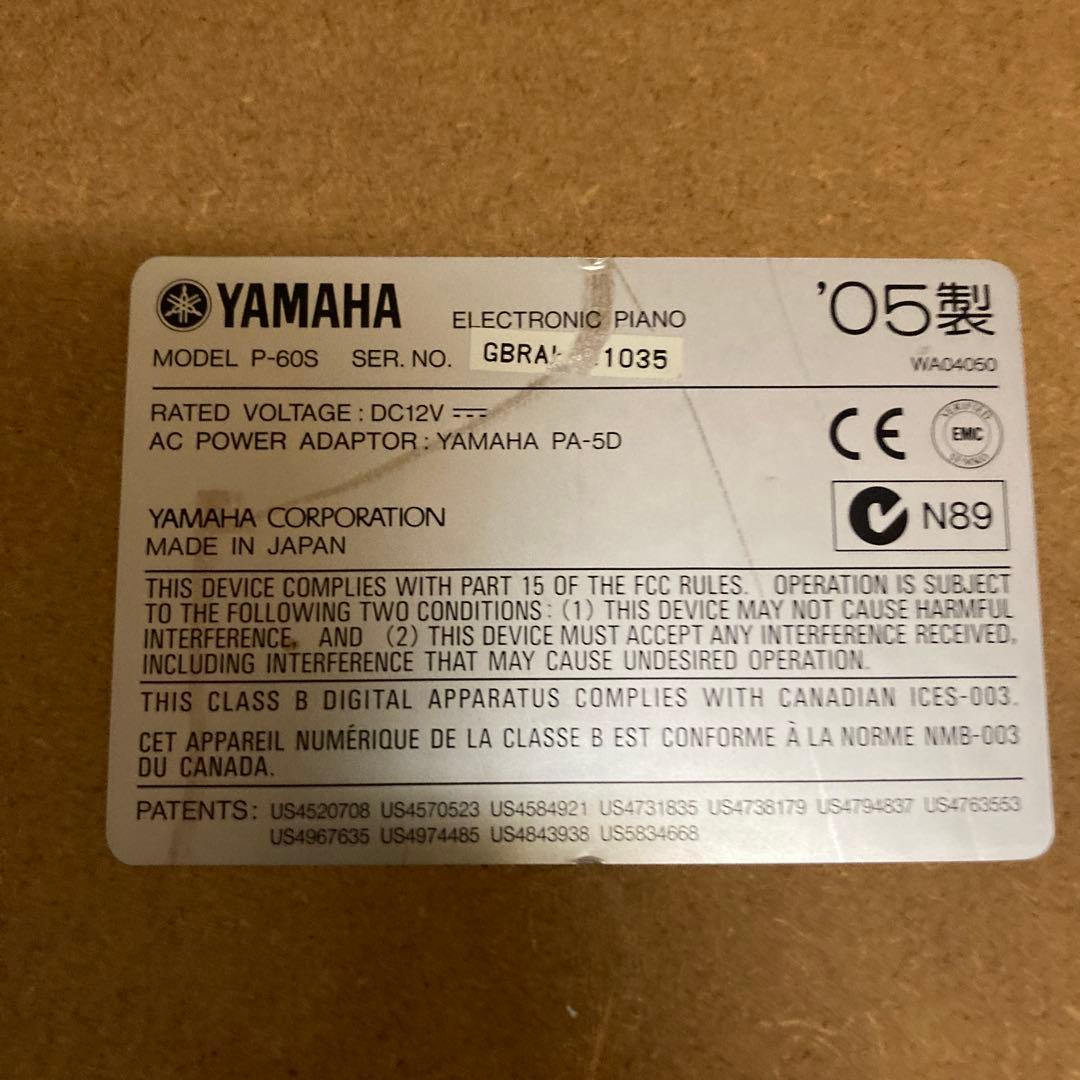 YAMAHA ELECTRONIC PIANO '05製
MODEL P-60S SER. NO. 1035 WA04050
RATED VOLTAGE : DC12V
AC POWER ADAPTOR : YAMAHA PA-5D
CE VERIFIED EMC
N89
YAMAHA CORPORATION
MADE IN JAPAN
THIS DEVICE COMPLIES WITH PART 15 OF THE FCC RULES. OPERATION IS SUBJECT
TO THE FOLLOWING TWO CONDITIONS : (1) THIS DEVICE MAY NOT CAUSE HARMFUL
INTERFERENCE, AND (2) THIS DEVICE MUST ACCEPT ANY INTERFERENCE RECEIVED,
INCLUDING INTERFERENCE THAT MAY CAUSE UNDESIRED OPERATION.
THIS CLASS B DIGITAL APPARATUS COMPLIES WITH CANADIAN ICES-003.
CET APPAREIL NUMÉRIQUE DE LA CLASSE B EST CONFORME À LA NORME NMB-003
DU CANADA.
PATENTS : US4520708 US4570523 US4584921 US4731835 US4738179 US4794837 US4763553
US4967635 US4974485 US4843938 US5834668